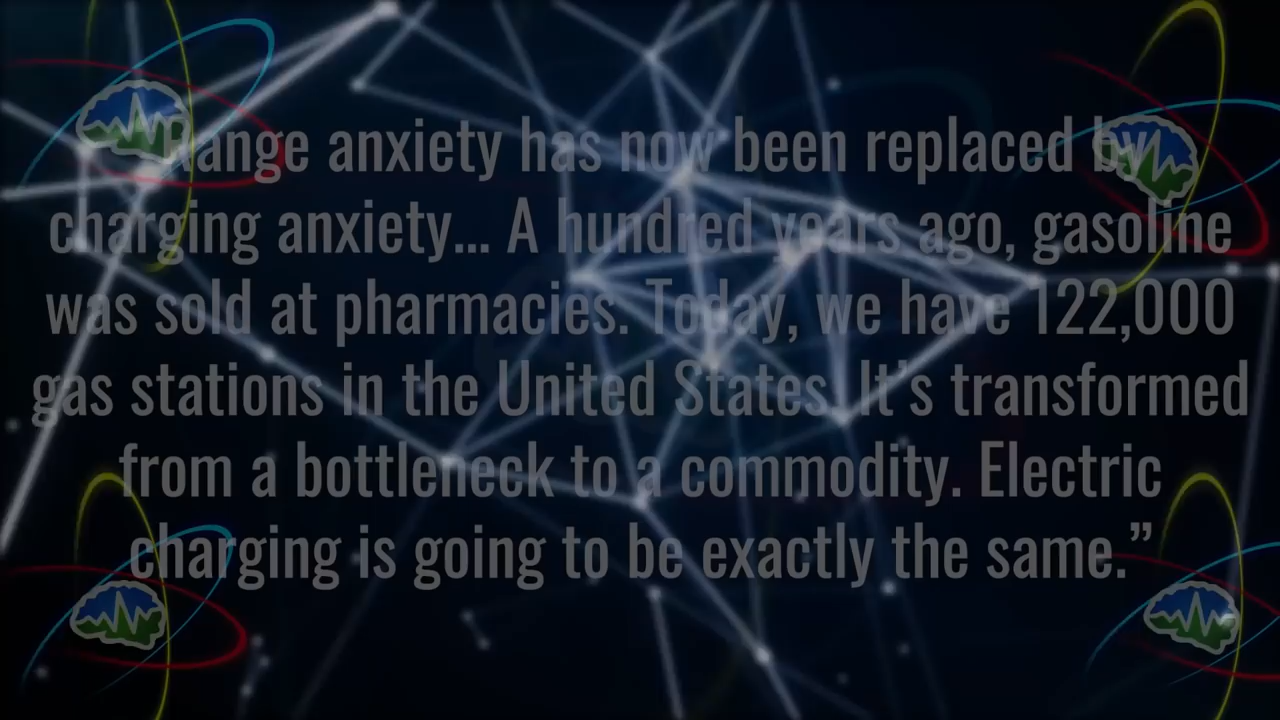 Range anxiety has now been replaced by
charging anxiety... A hundred years ago, gasoline
was sold at pharmacies. Today, we have 122,000
gas stations in the United States. It’s transformed
from a bottleneck to a commodity. Electric
charging is going to be exactly the same.”